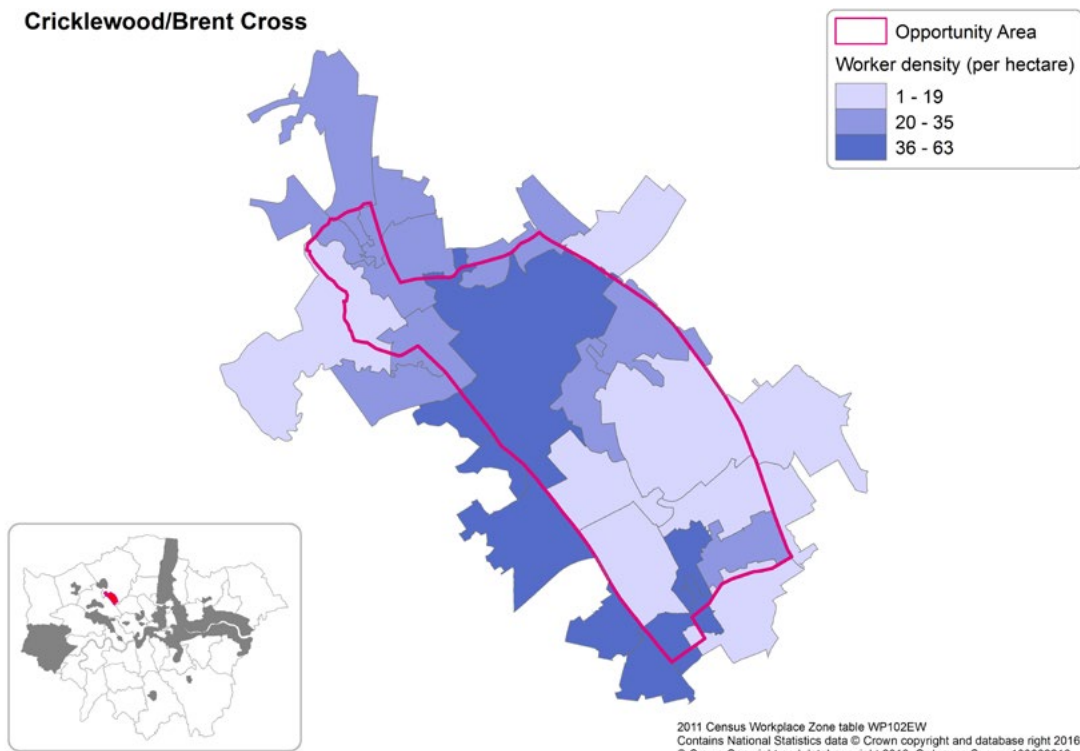 Cricklewood/Brent Cross
Opportunity Area
Worker density (per hectare)
1 - 19
20 - 35
36 - 63
2011 Census Workplace Zone table WP102EW
Contains National Statistics data © Crown copyright and database right 2016